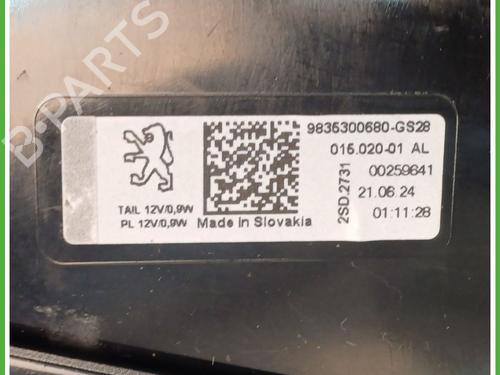 B-PARTS
9835300680-GS28
015.020-01 AL
2SD.2731
00259641
21.06.24
01:11:28
TAIL 12V/0,9W
PL 12V/0,9W
Made in Slovakia